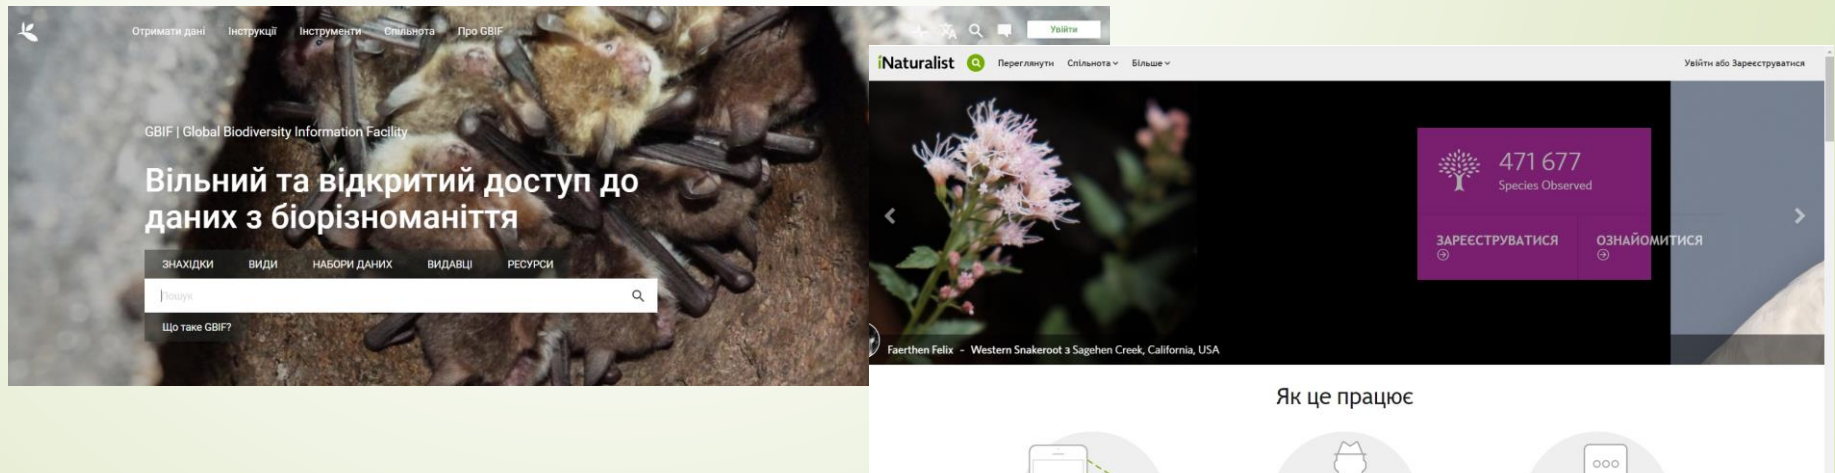 Отримати дані Інструкції Інструменти Спільнота Про GBIF
Увійти
GBIF | Global Biodiversity Information Facility
Вільний та відкритий доступ до
даних з біорізноманіття
ЗНАХІДКИ ВИДИ НАБОРИ ДАНИХ ВИДАВЦІ РЕСУРСИ
Пошук
Що таке GBIF?
iNaturalist Переглянути Спільнота Більше Увійти або Зареєструватися
471 677
Species Observed
ЗАРЕЄСТРУВАТИСЯ ОЗНАЙОМИТИСЯ
Faerthen Felix - Western Snakeroot з Sagehen Creek, California, USA
Як це працює